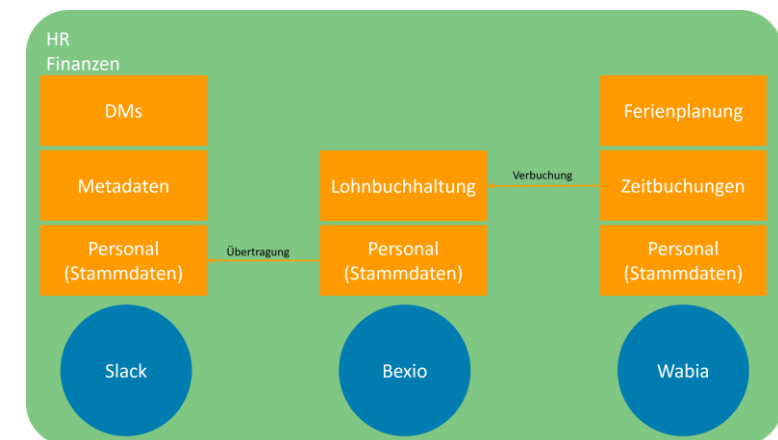 HR
Finanzen
DMs
Ferienplanung
Metadaten
Lohnbuchhaltung
Verbuchung
Zeitbuchungen
Personal
(Stammdaten)
Übertragung
Personal
(Stammdaten)
Personal
(Stammdaten)
Slack
Bexio
Wabia